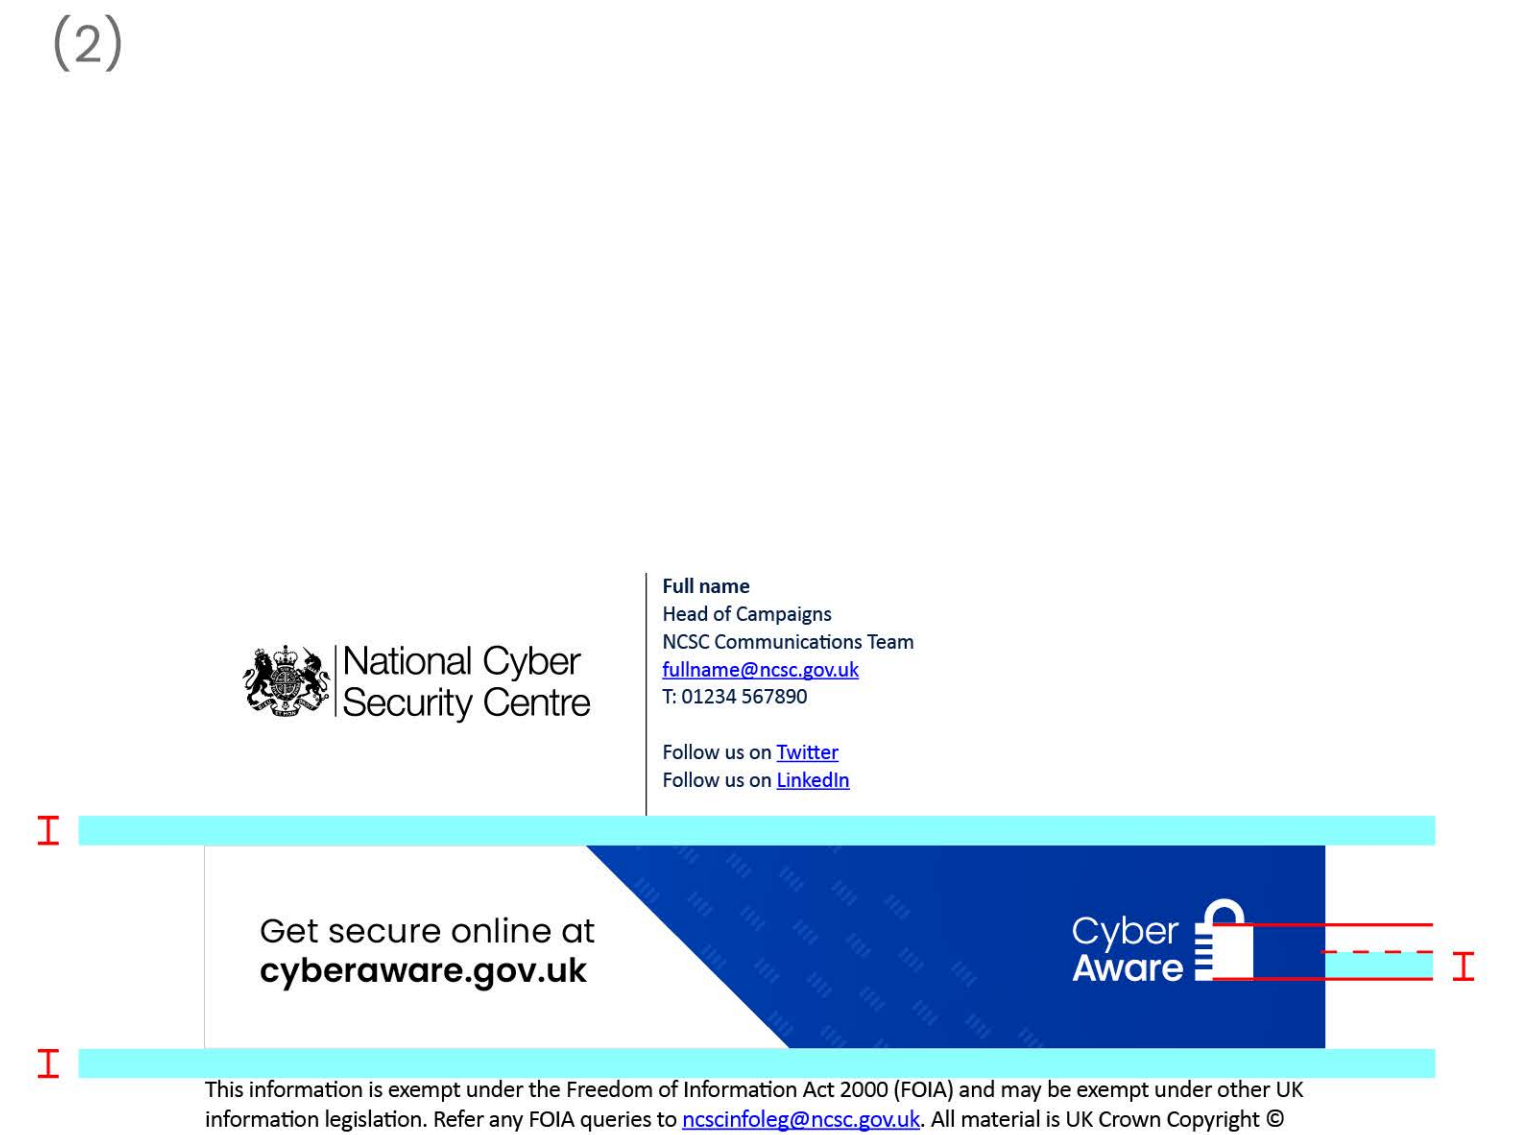 (2)
National Cyber
Security Centre
Full name
Head of Campaigns
NCSC Communications Team
fullname@ncsc.gov.uk
T: 01234 567890
Follow us on Twitter
Follow us on LinkedIn
Get secure online at
cyberaware.gov.uk
Cyber
Aware
This information is exempt under the Freedom of Information Act 2000 (FOIA) and may be exempt under other UK
information legislation. Refer any FOIA queries to ncscinfoleg@ncsc.gov.uk. All material is UK Crown Copyright ©